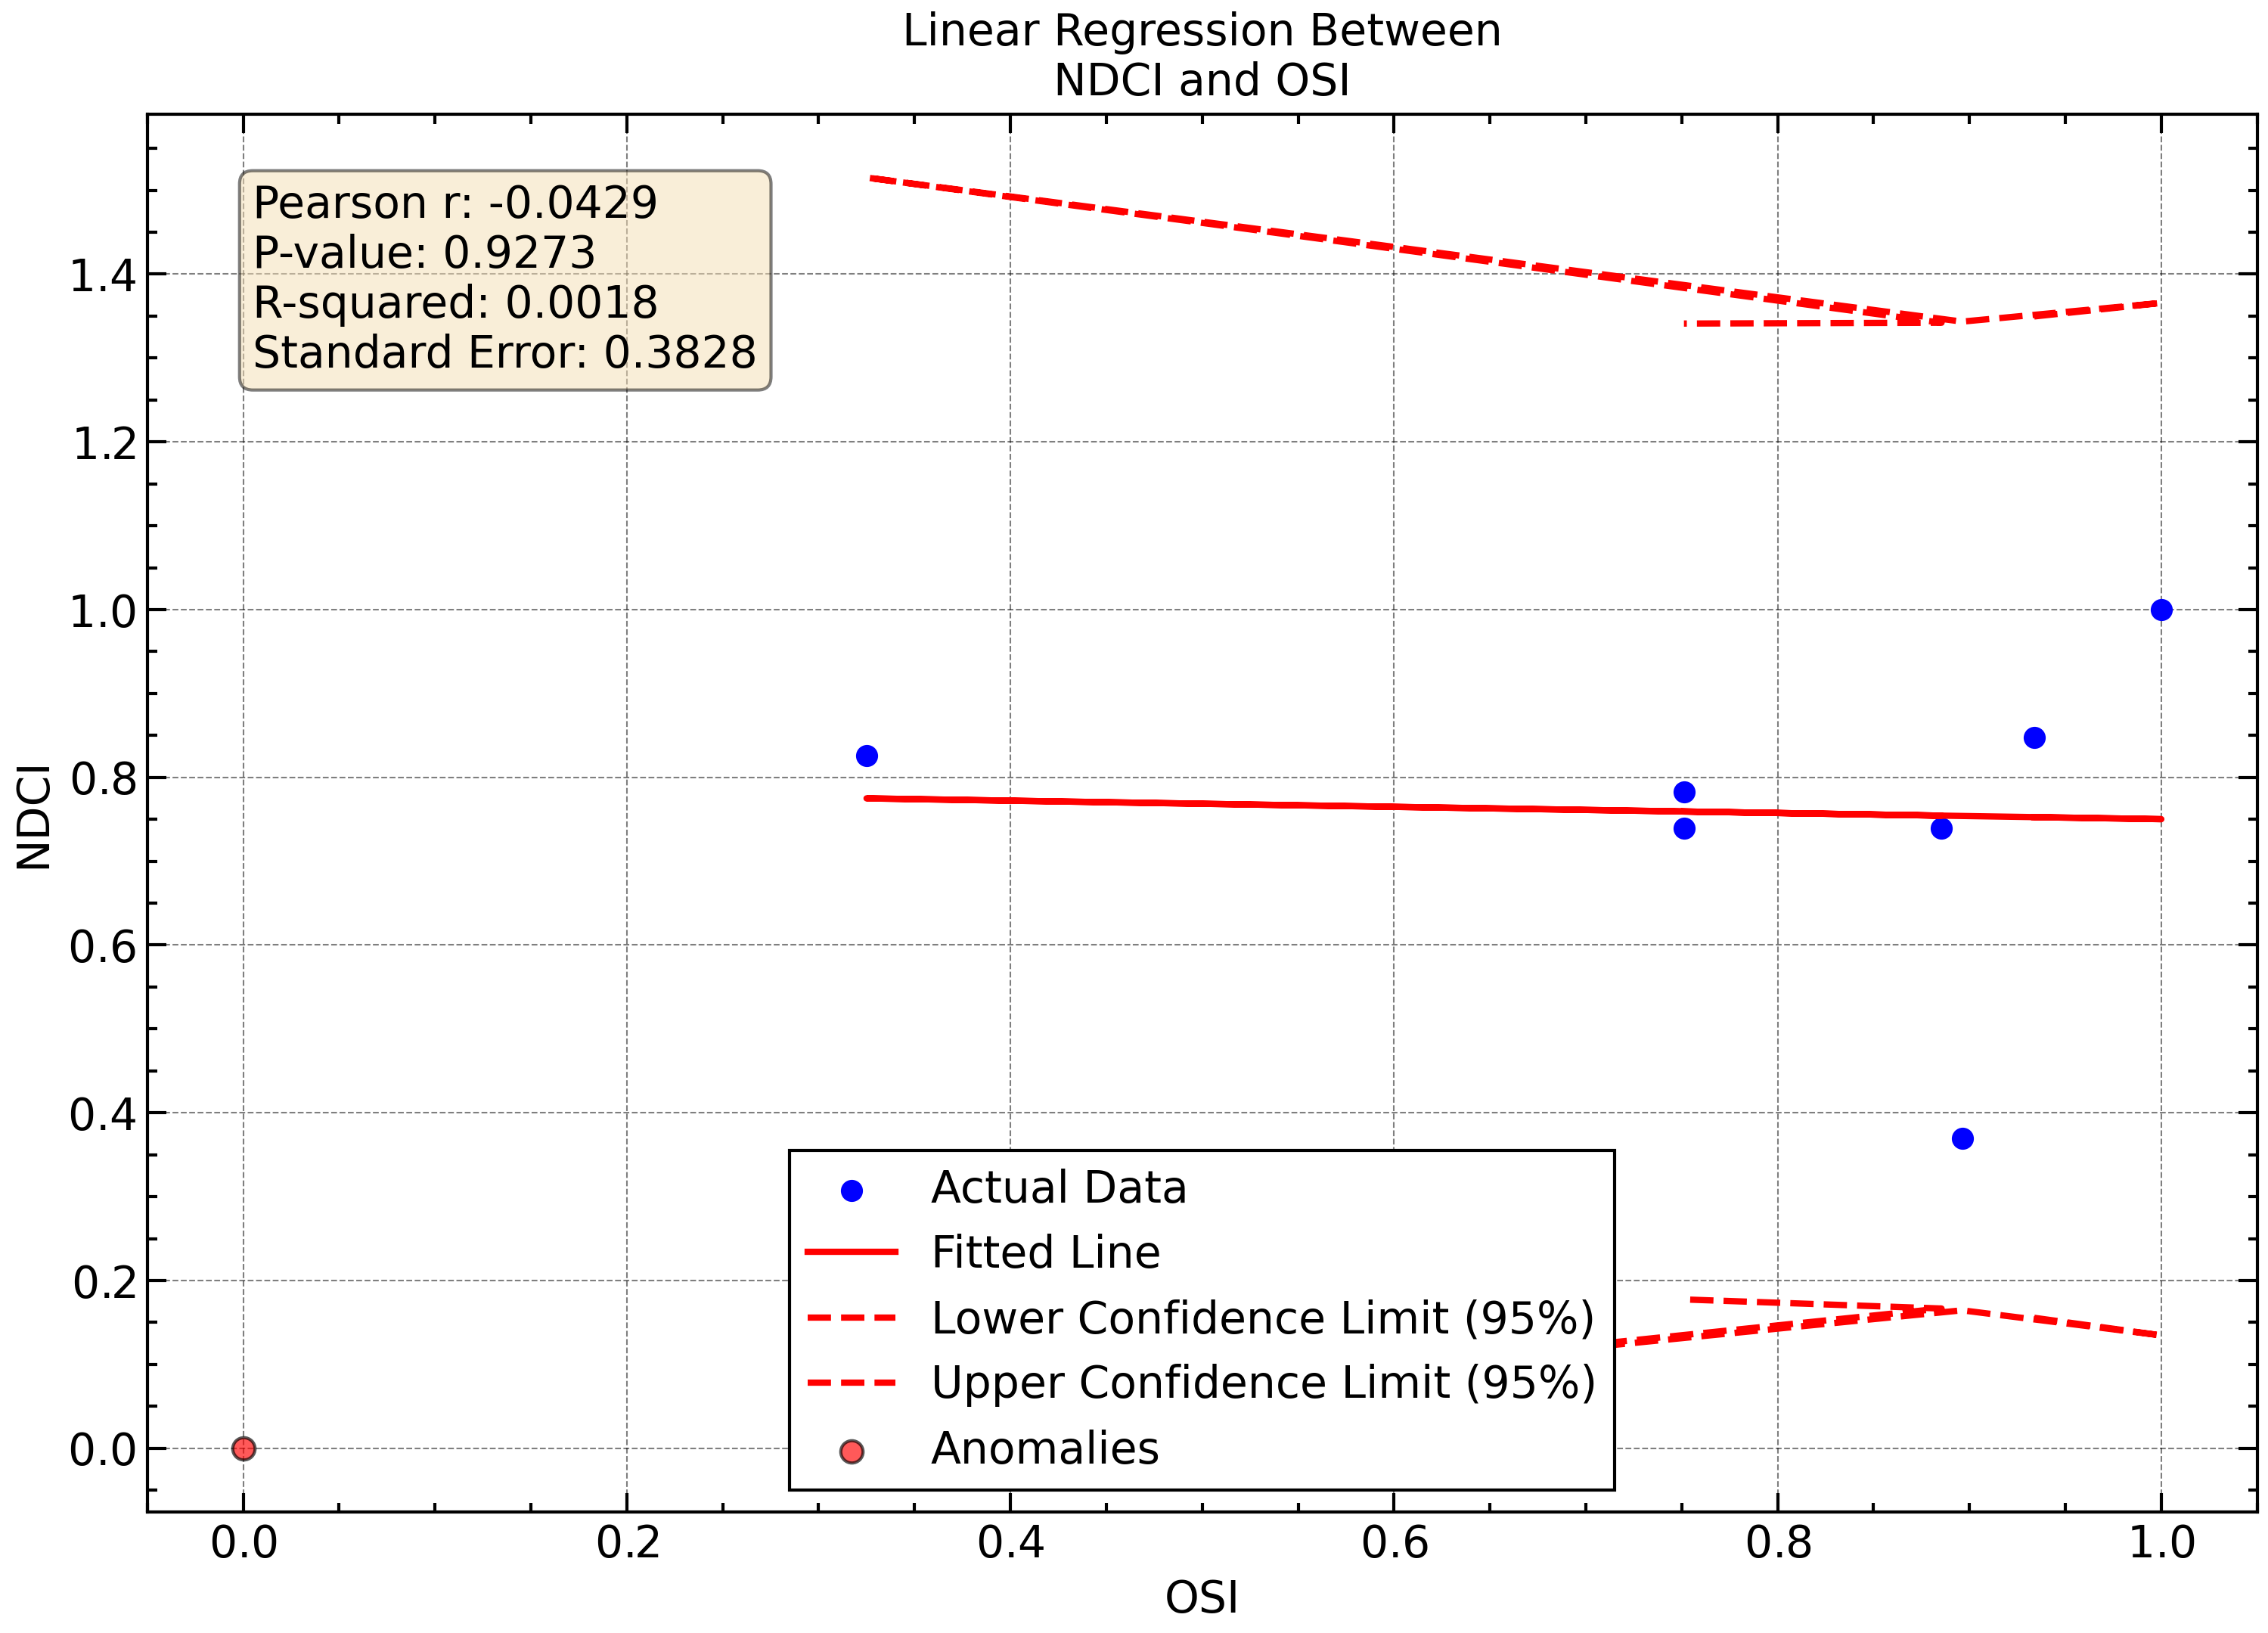 Linear Regression Between
NDCI and OSI
Pearson r: -0.0429
P-value: 0.9273
R-squared: 0.0018
Standard Error: 0.3828
1.4
1.2
1.0
0.8
0.6
0.4
0.2
0.0
NDCI
Actual Data
Fitted Line
Lower Confidence Limit (95%)
Upper Confidence Limit (95%)
Anomalies
0.0 0.2 0.4 0.6 0.8 1.0
OSI